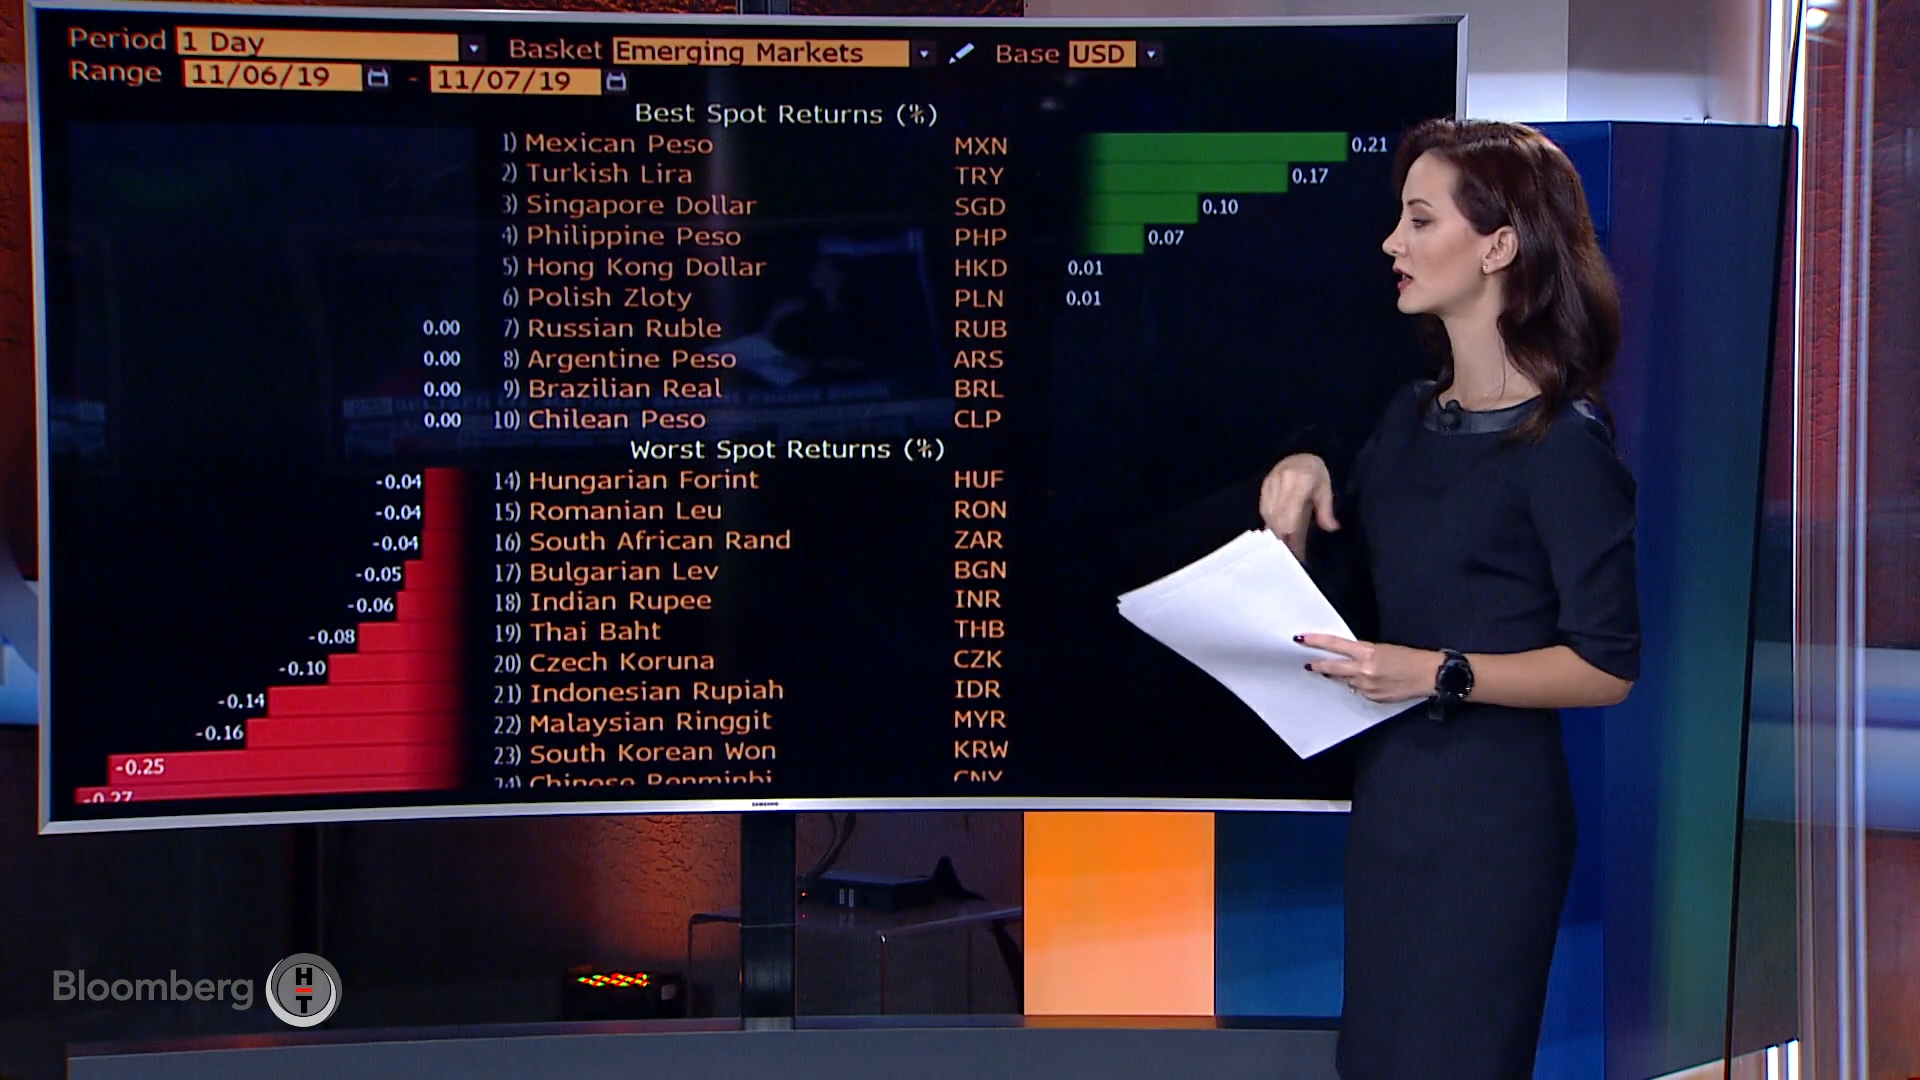 Period 1 Day Basket Emerging Markets Base USD
Range 11/06/19 - 11/07/19
Best Spot Returns (%)
1) Mexican Peso MXN 0.21
2) Turkish Lira TRY 0.17
3) Singapore Dollar SGD 0.10
4) Philippine Peso PHP 0.07
5) Hong Kong Dollar HKD 0.01
6) Polish Zloty PLN 0.01
0.00 7) Russian Ruble RUB
0.00 8) Argentine Peso ARS
0.00 9) Brazilian Real BRL
0.00 10) Chilean Peso CLP
Worst Spot Returns (%)
-0.04 14) Hungarian Forint HUF
-0.04 15) Romanian Leu RON
-0.04 16) South African Rand ZAR
-0.05 17) Bulgarian Lev BGN
-0.06 18) Indian Rupee INR
-0.08 19) Thai Baht THB
-0.10 20) Czech Koruna CZK
-0.14 21) Indonesian Rupiah IDR
-0.16 22) Malaysian Ringgit MYR
-0.25 23) South Korean Won KRW
-0.27 24) Chinese Renminbi CNY
SAMSUNG
Bloomberg HT